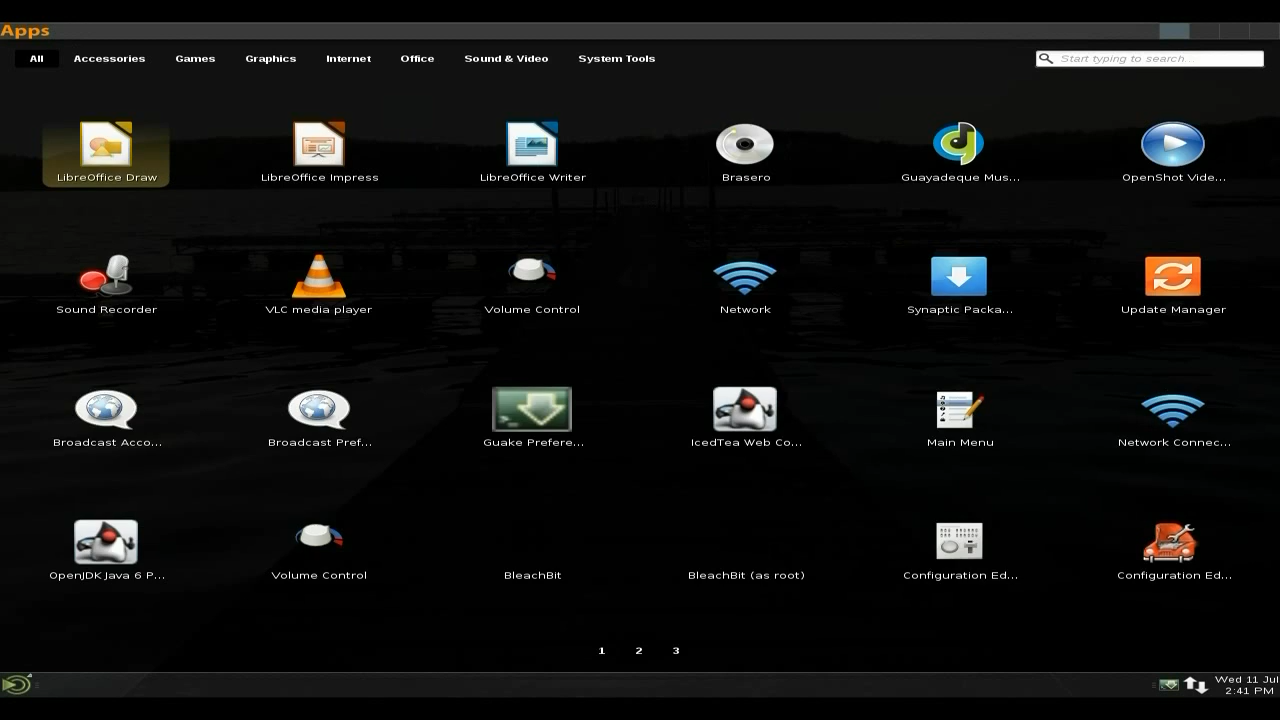 Apps
All Accessories Games Graphics Internet Office Sound & Video System Tools Start typing to search...
LibreOffice Draw LibreOffice Impress LibreOffice Writer Brasero Guayadeque Mus... OpenShot Vide...
Sound Recorder VLC media player Volume Control Network Synaptic Packa... Update Manager
Broadcast Acco... Broadcast Pref... Guake Prefere... IcedTea Web Co... Main Menu Network Connec...
OpenJDK Java 6 P... Volume Control BleachBit BleachBit (as root) Configuration Ed... Configuration Ed...
1 2 3
Wed 11 Jul
2:41 PM